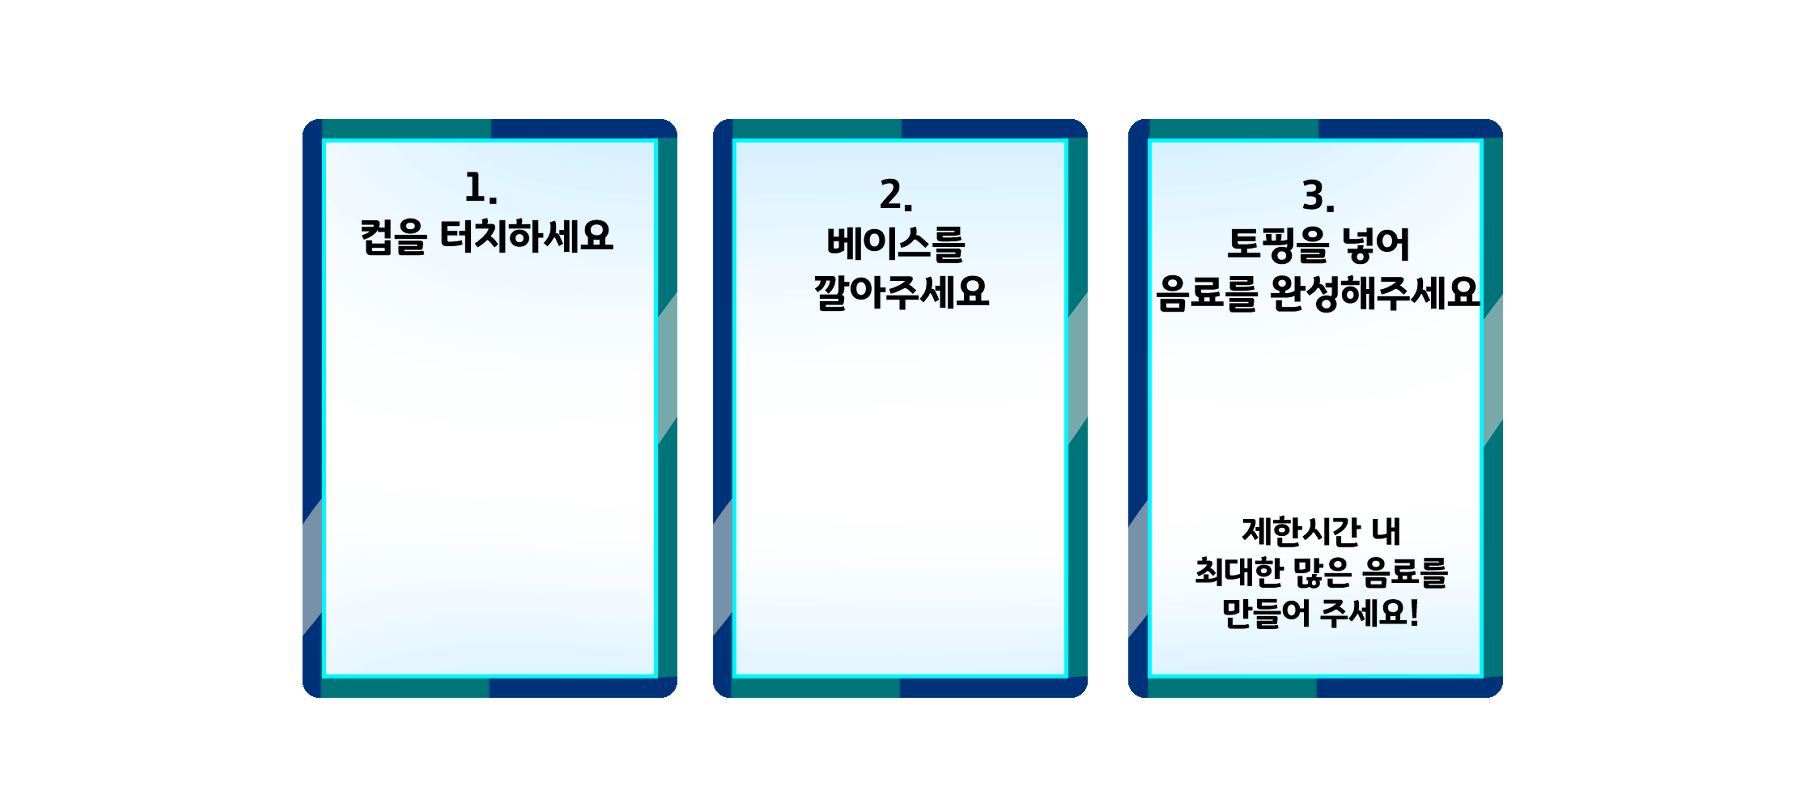 1.
컵을 터치하세요
2.
베이스를
깔아주세요
3.
토핑을 넣어
음료를 완성해주세요
제한시간 내
최대한 많은 음료를
만들어 주세요!